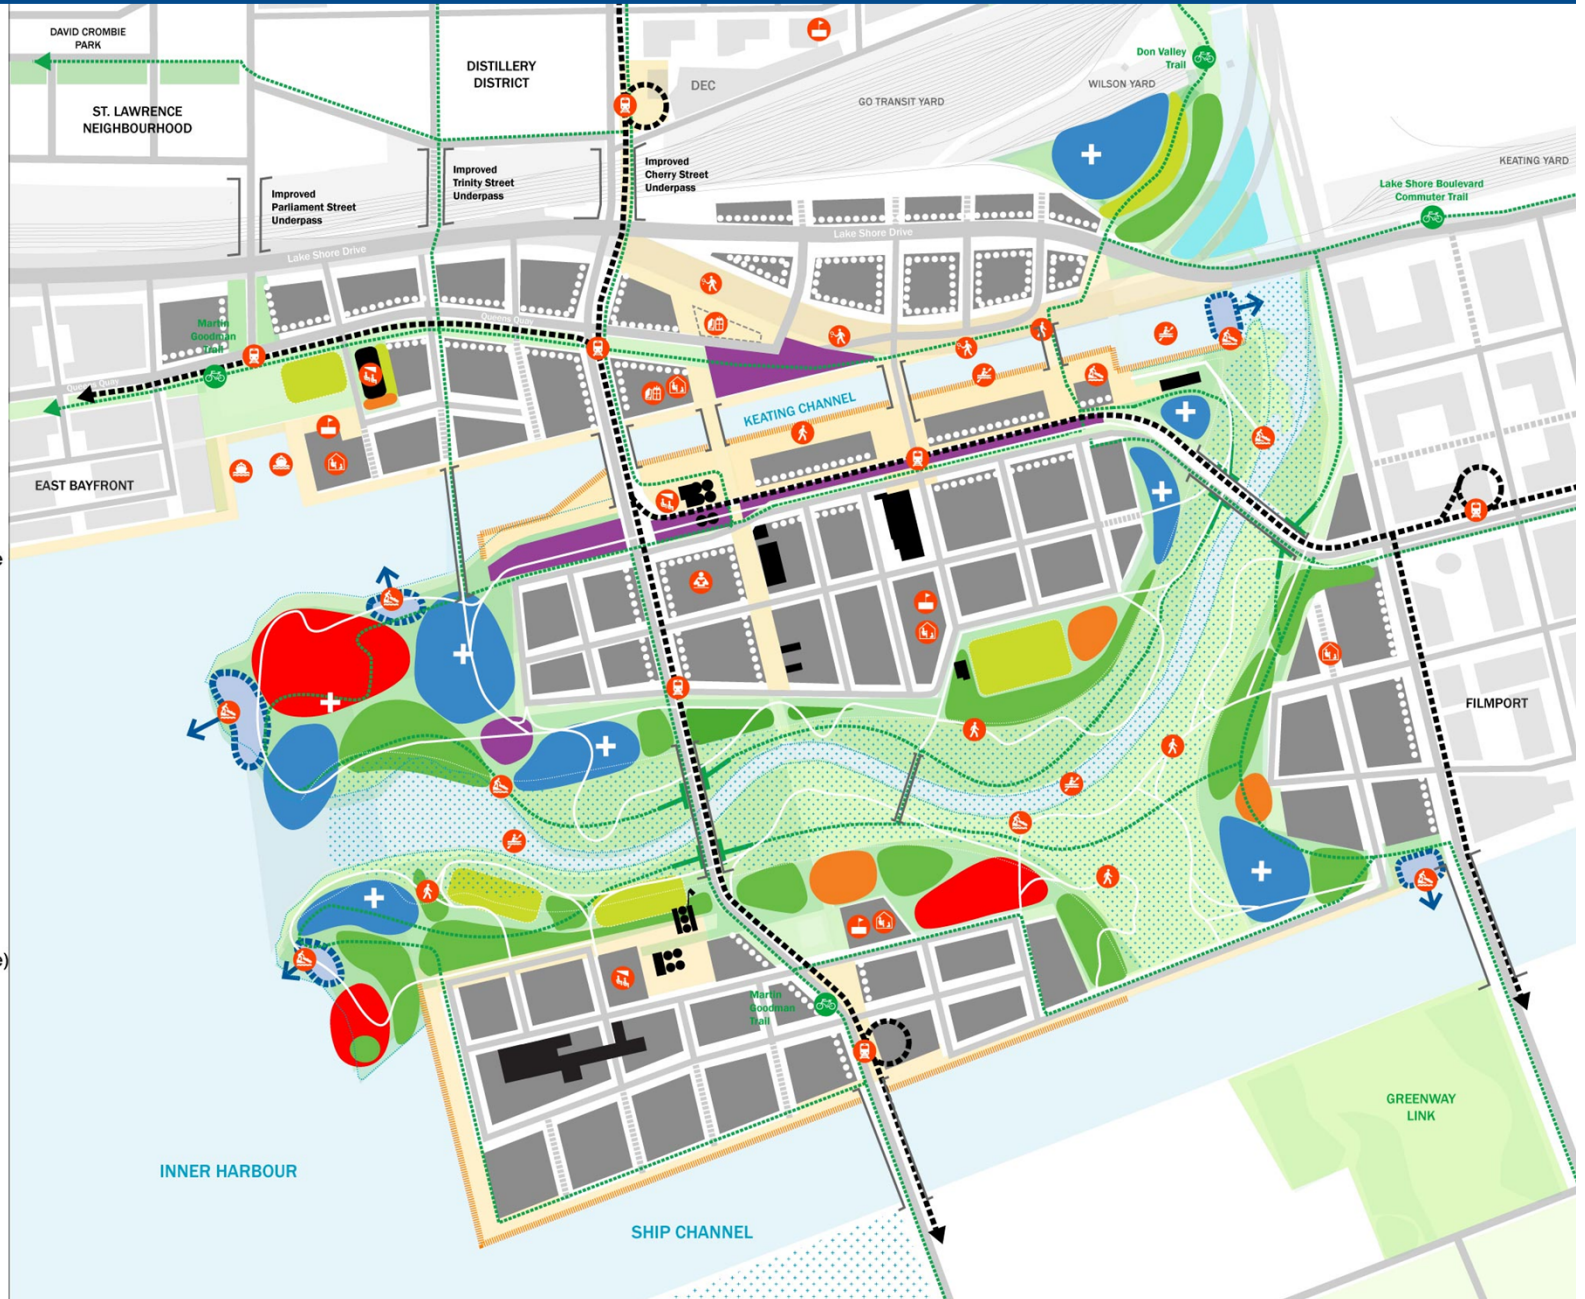 DAVID CROMBIE
PARK
ST. LAWRENCE
NEIGHBOURHOOD
DISTILLERY
DISTRICT
DEC
GO TRANSIT YARD
WILSON YARD
Don Valley
Trail
KEATING YARD
Lake Shore Boulevard
Commuter Trail
Improved
Parliament Street
Underpass
Improved
Trinity Street
Underpass
Improved
Cherry Street
Underpass
Lake Shore Drive
Lake Shore Drive
Martin
Goodman
Trail
Queens Quay
Queens Quay
KEATING CHANNEL
EAST BAYFRONT
e
FILMPORT
e)
Martin
Goodman
Trail
GREENWAY
LINK
INNER HARBOUR
SHIP CHANNEL